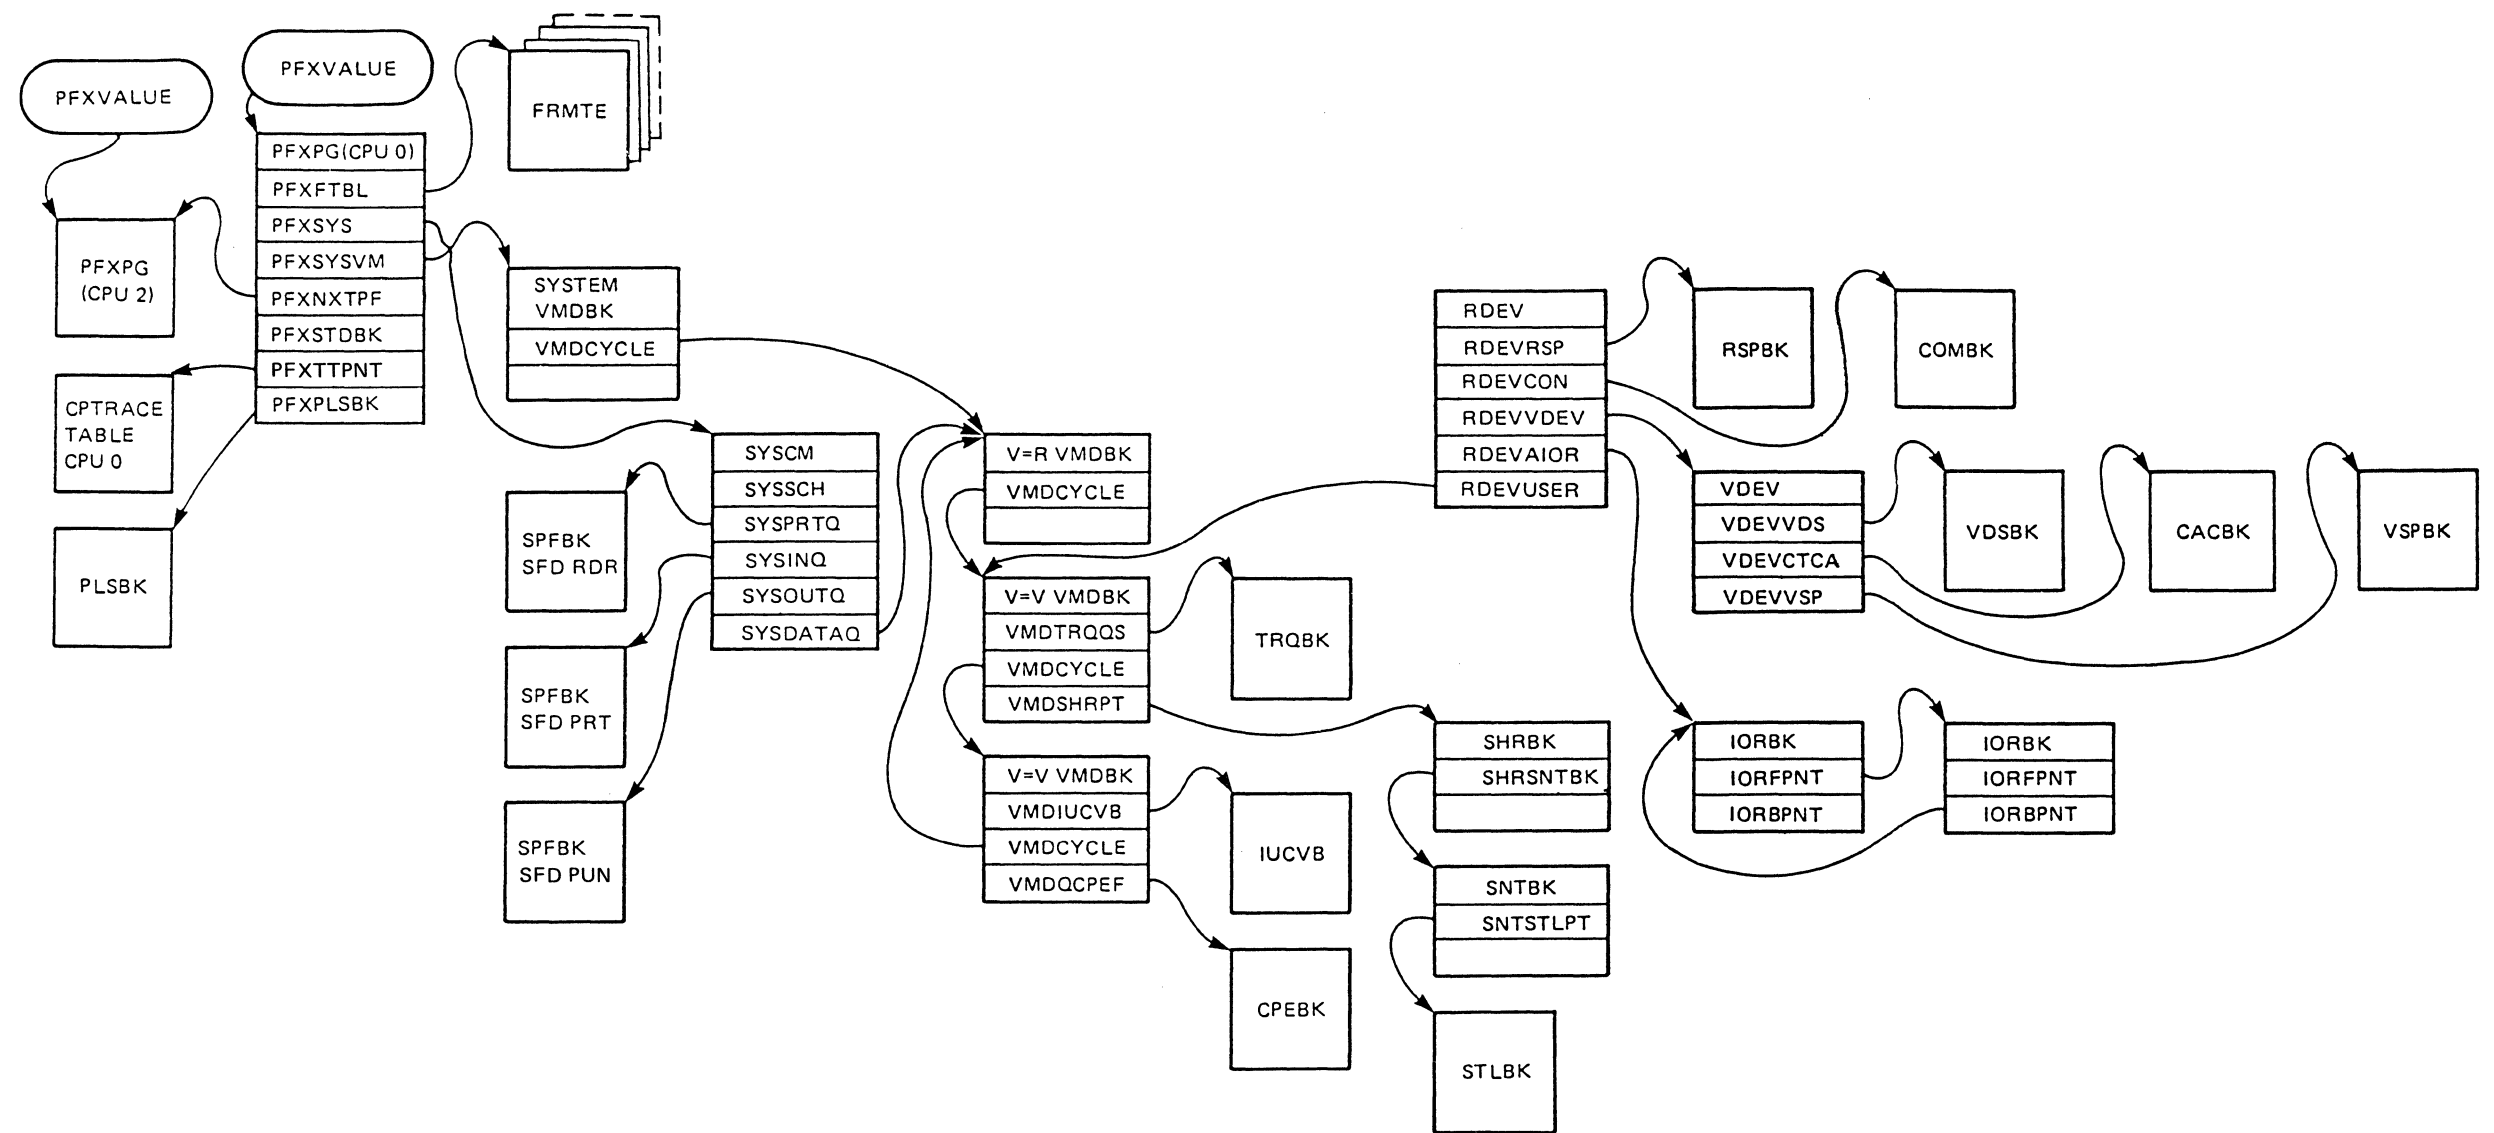 PFXVALUE
PFXVALUE
PFXPG(CPU 0)
PFXFTBL
PFXSYS
PFXSYSVM
PFXNXTPF
PFXSTDBK
PFXTTPNT
PFXPLSBK
FRMTE
PFXPG
(CPU 2)
CPTRACE
TABLE
CPU 0
PLSBK
SYSTEM
VMDBK
VMDCYCLE
SYSCM
SYSSCH
SYSPRTQ
SYSINQ
SYSOUTQ
SYSDATAQ
SPFBK
SFD RDR
SPFBK
SFD PRT
SPFBK
SFD PUN
V=R VMDBK
VMDCYCLE
V=V VMDBK
VMDTRQQS
VMDCYCLE
VMDSHRPT
V=V VMDBK
VMDIUCVB
VMDCYCLE
VMDQCPEF
TRQBK
IUCVB
CPEBK
RDEV
RDEVRSP
RDEVCON
RDEVVDEV
RDEVAIOR
RDEVUSER
RSPBK
COMBK
VDEV
VDEVVDS
VDEVCTCA
VDEVVSP
VDSBK
CACBK
VSPBK
SHRBK
SHRSNTBK
SNTBK
SNTSTLPT
STLBK
IORBK
IORFPNT
IORBPNT
IORBK
IORFPNT
IORBPNT